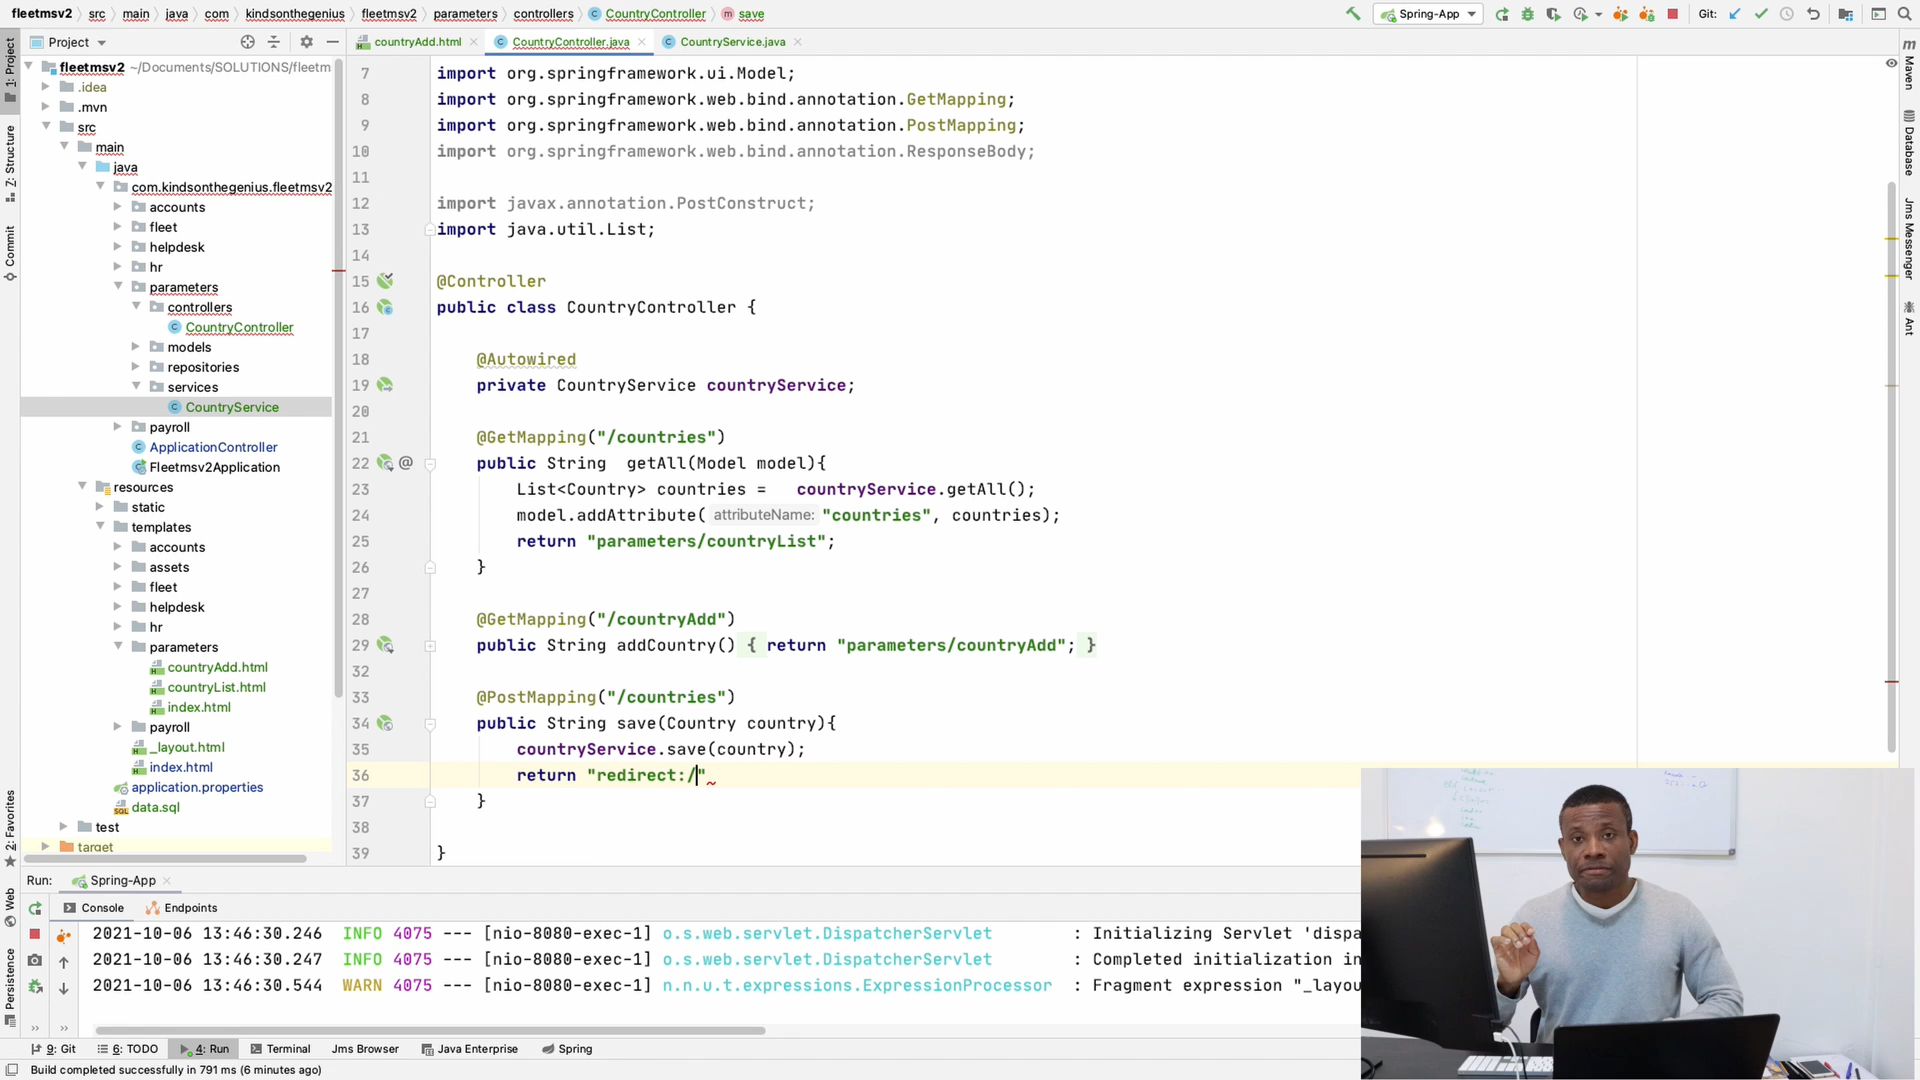 fleetmsv2 src main java com kindsonthegenius fleetmsv2 parameters controllers CountryController save
Spring-App Git:
Project
countryAdd.html CountryController.java CountryService.java
1: Project
Z: Structure
Commit
2: Favorites
Web
Persistence
fleetmsv2 ~/Documents/SOLUTIONS/fleetm
.idea
.mvn
src
main
java
com.kindsonthegenius.fleetmsv2
accounts
fleet
helpdesk
hr
parameters
controllers
CountryController
models
repositories
services
CountryService
payroll
ApplicationController
Fleetmsv2Application
resources
static
templates
accounts
assets
fleet
helpdesk
hr
parameters
countryAdd.html
countryList.html
index.html
payroll
_layout.html
index.html
application.properties
data.sql
test
target
7 import org.springframework.ui.Model;
8 import org.springframework.web.bind.annotation.GetMapping;
9 import org.springframework.web.bind.annotation.PostMapping;
10 import org.springframework.web.bind.annotation.ResponseBody;
11
12 import javax.annotation.PostConstruct;
13 import java.util.List;
14
15 @Controller
16 public class CountryController {
17
18 @Autowired
19 private CountryService countryService;
20
21 @GetMapping("/countries")
22 @ public String  getAll(Model model){
23 List<Country> countries =   countryService.getAll();
24 model.addAttribute( attributeName: "countries", countries);
25 return "parameters/countryList";
26 }
27
28 @GetMapping("/countryAdd")
29 public String addCountry() { return "parameters/countryAdd"; }
32
33 @PostMapping("/countries")
34 public String save(Country country){
35 countryService.save(country);
36 return "redirect:/"
37 }
38
39 }
m Maven
Database
Jms Messenger
Ant
Run: Spring-App
Console Endpoints
2021-10-06 13:46:30.246  INFO 4075 --- [nio-8080-exec-1] o.s.web.servlet.DispatcherServlet        : Initializing Servlet 'dispa
2021-10-06 13:46:30.247  INFO 4075 --- [nio-8080-exec-1] o.s.web.servlet.DispatcherServlet        : Completed initialization in
2021-10-06 13:46:30.544  WARN 4075 --- [nio-8080-exec-1] n.n.u.t.expressions.ExpressionProcessor  : Fragment expression "_layou
9: Git 6: TODO 4: Run Terminal Jms Browser Java Enterprise Spring
Build completed successfully in 791 ms (6 minutes ago)